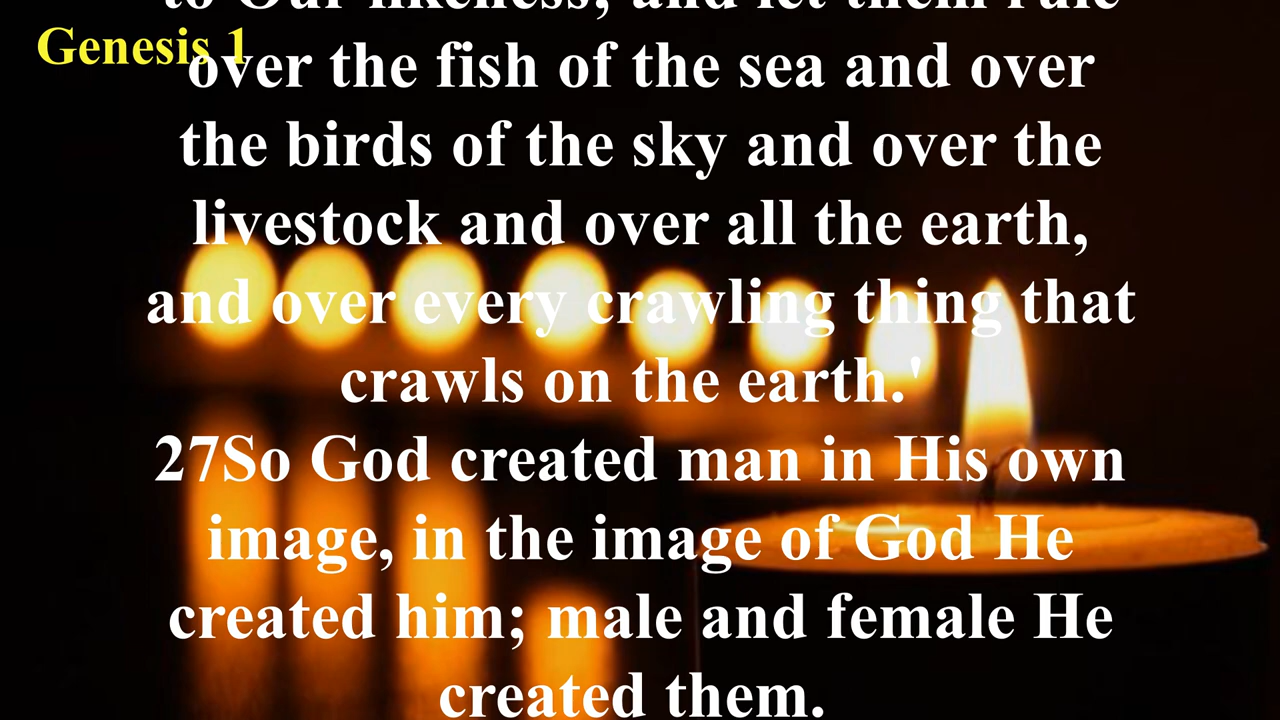 to Our likeness; and let them rule
Genesis 1
over the fish of the sea and over
the birds of the sky and over the
livestock and over all the earth,
and over every crawling thing that
crawls on the earth.'
27So God created man in His own
image, in the image of God He
created him; male and female He
created them.